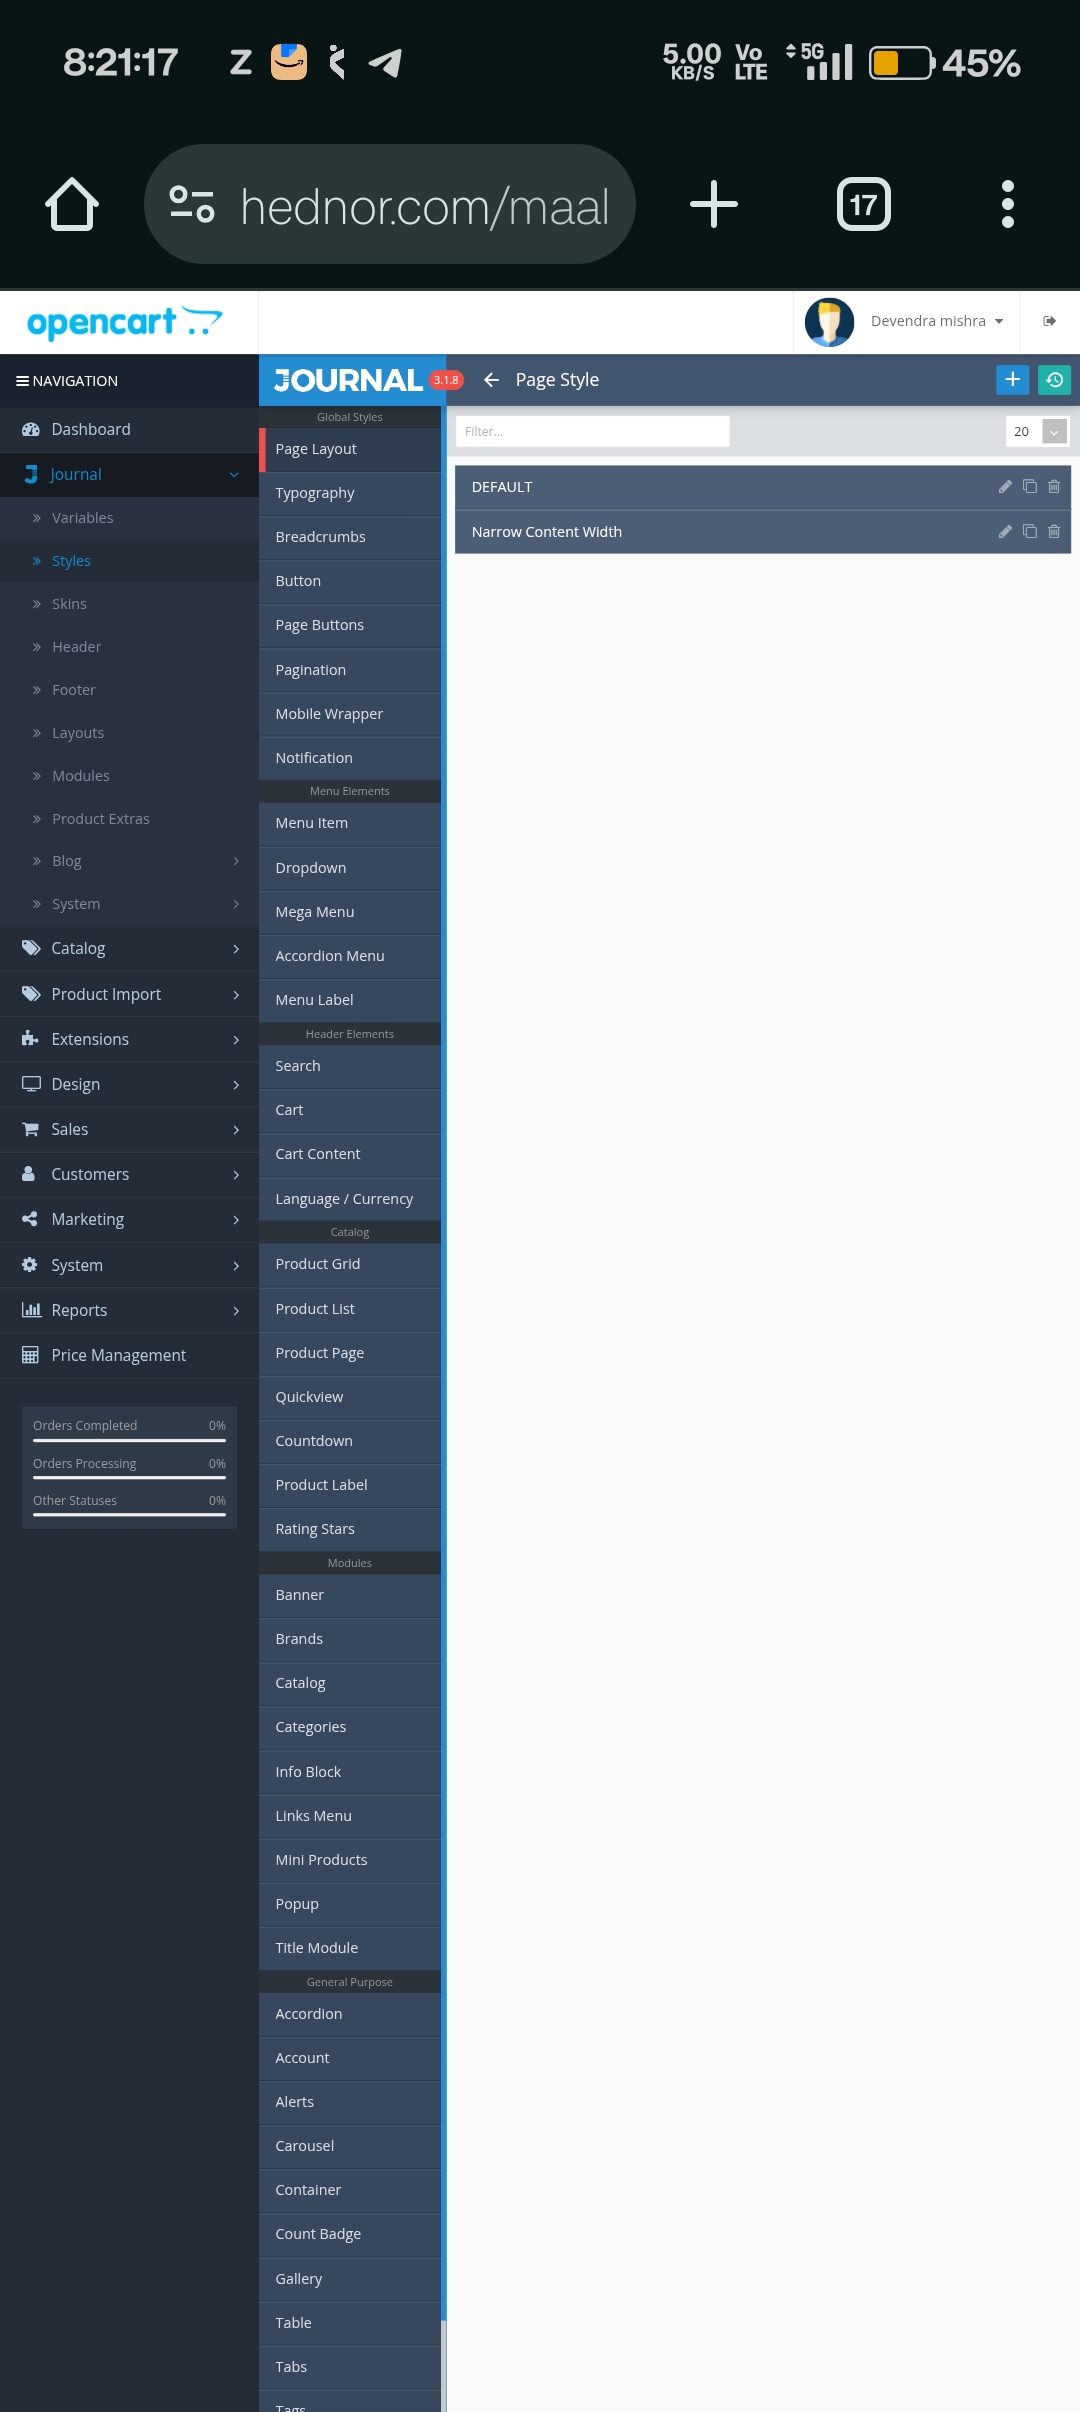 8:21:17
Z
5.00
KB/S
Vo
LTE
5G
45%
hednor.com/maal
17
opencart
Devendra mishra
NAVIGATION
Dashboard
Journal
Variables
Styles
Skins
Header
Footer
Layouts
Modules
Product Extras
Blog
System
Catalog
Product Import
Extensions
Design
Sales
Customers
Marketing
System
Reports
Price Management
Orders Completed 0%
Orders Processing 0%
Other Statuses 0%
JOURNAL 3.1.8
Global Styles
Page Layout
Typography
Breadcrumbs
Button
Page Buttons
Pagination
Mobile Wrapper
Notification
Menu Elements
Menu Item
Dropdown
Mega Menu
Accordion Menu
Menu Label
Header Elements
Search
Cart
Cart Content
Language / Currency
Catalog
Product Grid
Product List
Product Page
Quickview
Countdown
Product Label
Rating Stars
Modules
Banner
Brands
Catalog
Categories
Info Block
Links Menu
Mini Products
Popup
Title Module
General Purpose
Accordion
Account
Alerts
Carousel
Container
Count Badge
Gallery
Table
Tabs
Tags
Page Style
Filter...
20
DEFAULT
Narrow Content Width